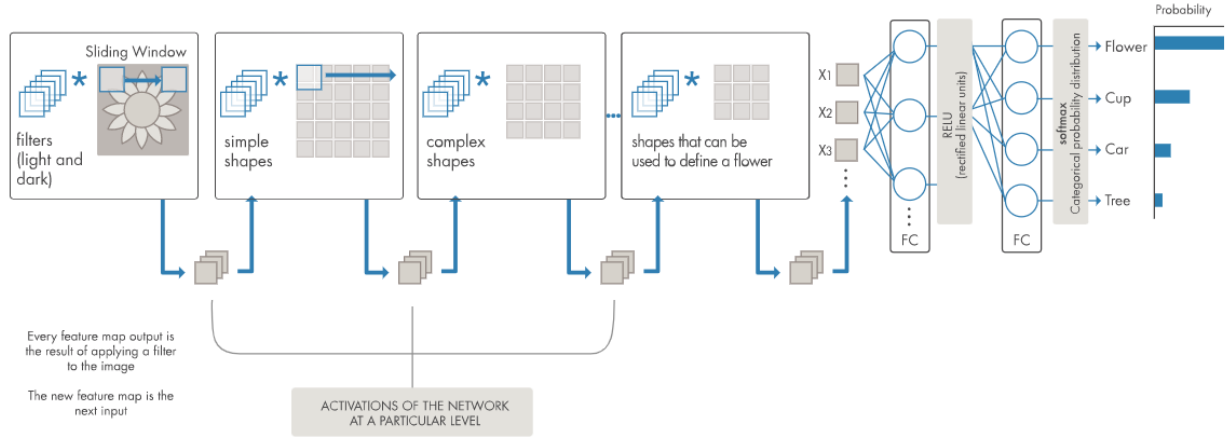 Probability
Sliding Window
*
filters
(light and
dark)
*
simple
shapes
*
complex
shapes
...
*
shapes that can be
used to define a flower
X1
X2
X3
FC
RELU
(rectified linear units)
FC
softmax
Categorical probability distribution
Flower
Cup
Car
Tree
Every feature map output is
the result of applying a filter
to the image
The new feature map is the
next input
ACTIVATIONS OF THE NETWORK
AT A PARTICULAR LEVEL